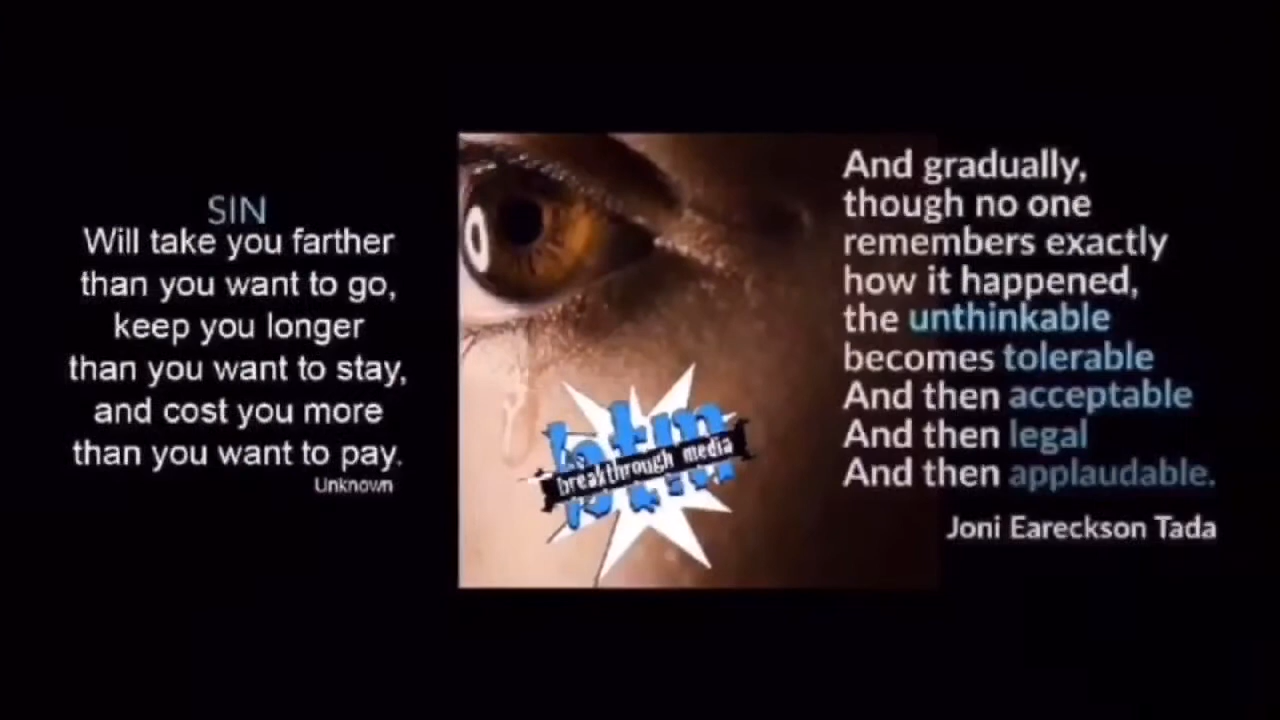 SIN
Will take you farther
than you want to go,
keep you longer
than you want to stay,
and cost you more
than you want to pay.
Unknown
btm
breakthrough media
And gradually,
though no one
remembers exactly
how it happened,
the unthinkable
becomes tolerable
And then acceptable
And then legal
And then applaudable.
Joni Eareckson Tada